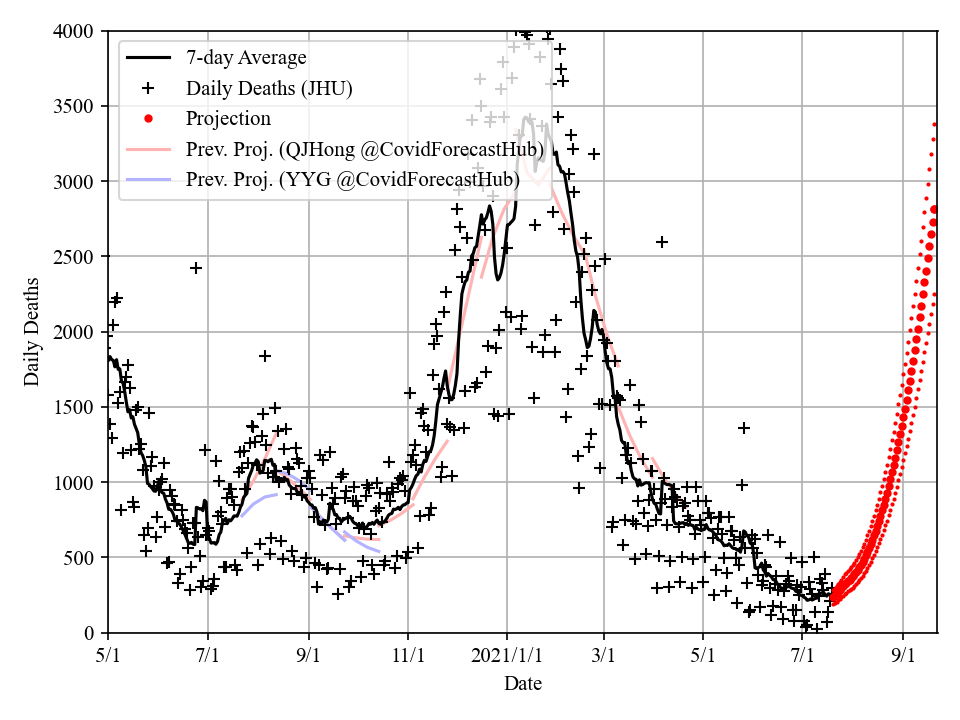 4000
3500
3000
2500
2000
1500
1000
500
0
Daily Deaths
7-day Average
Daily Deaths (JHU)
Projection
Prev. Proj. (QJHong @CovidForecastHub)
Prev. Proj. (YYG @CovidForecastHub)
5/1 7/1 9/1 11/1 2021/1/1 3/1 5/1 7/1 9/1
Date